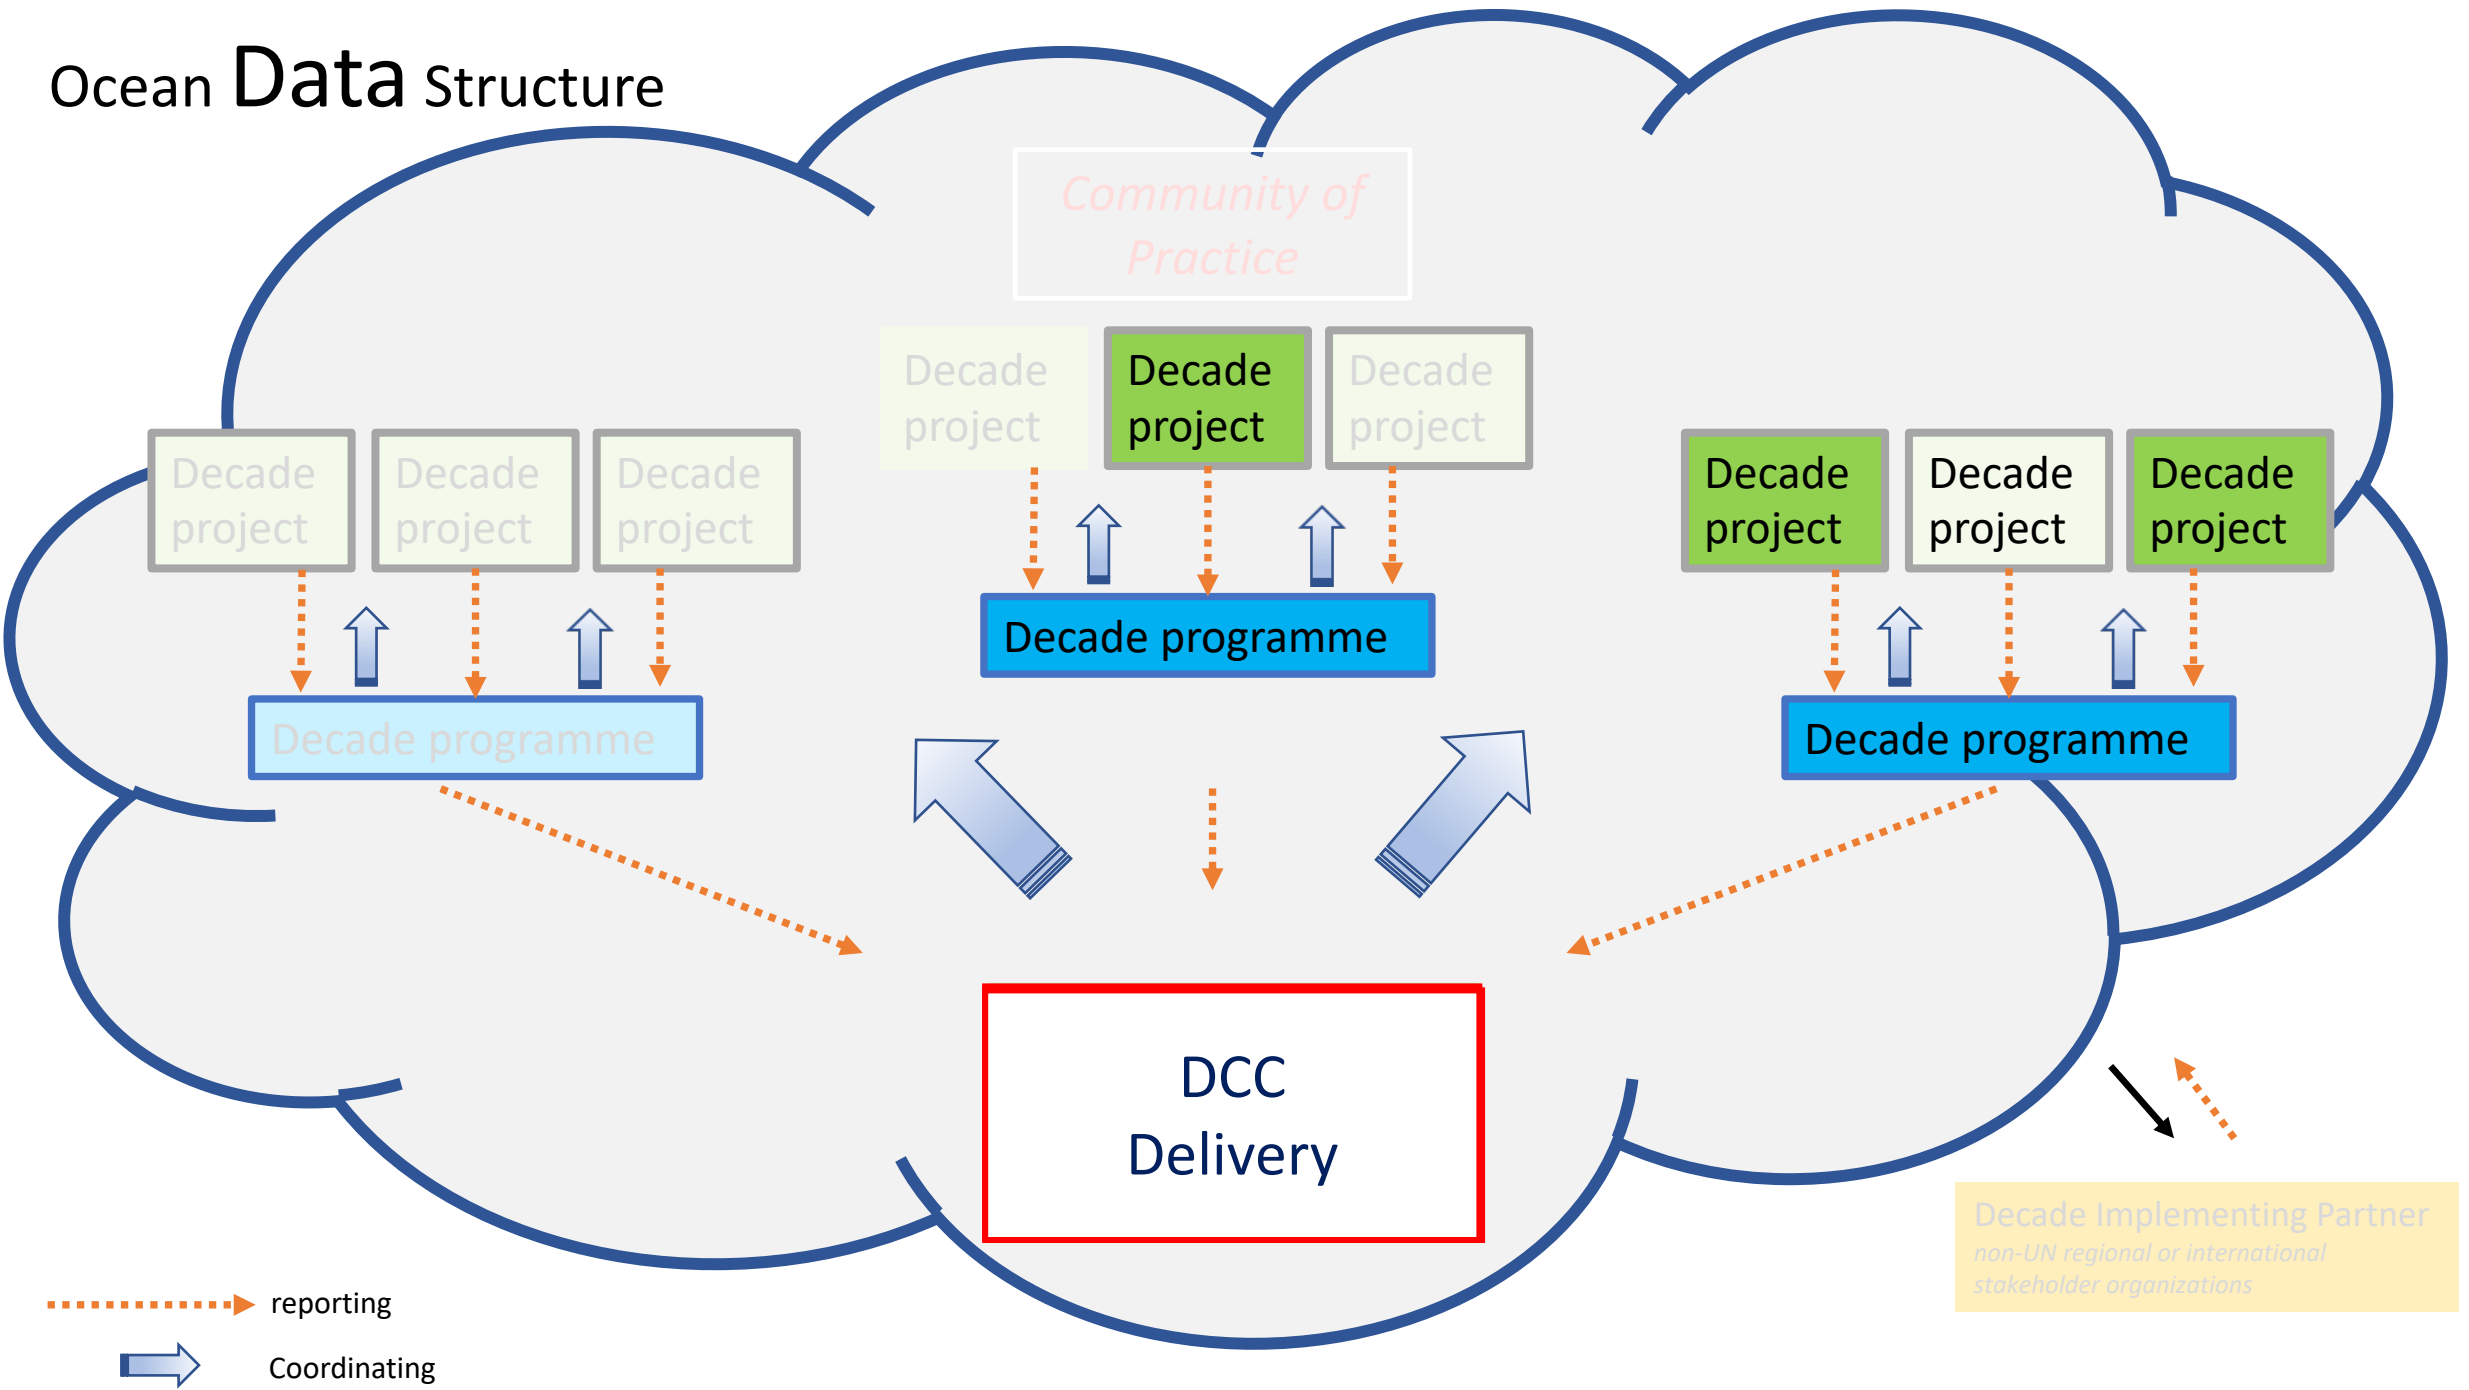 Ocean Data Structure
Community of
Practice
Decade
project
Decade
project
Decade
project
Decade
project
Decade
project
Decade
project
Decade
project
Decade
project
Decade
project
Decade programme
Decade programme
Decade programme
DCC
Delivery
Decade Implementing Partner
non-UN regional or international
stakeholder organizations
reporting
Coordinating